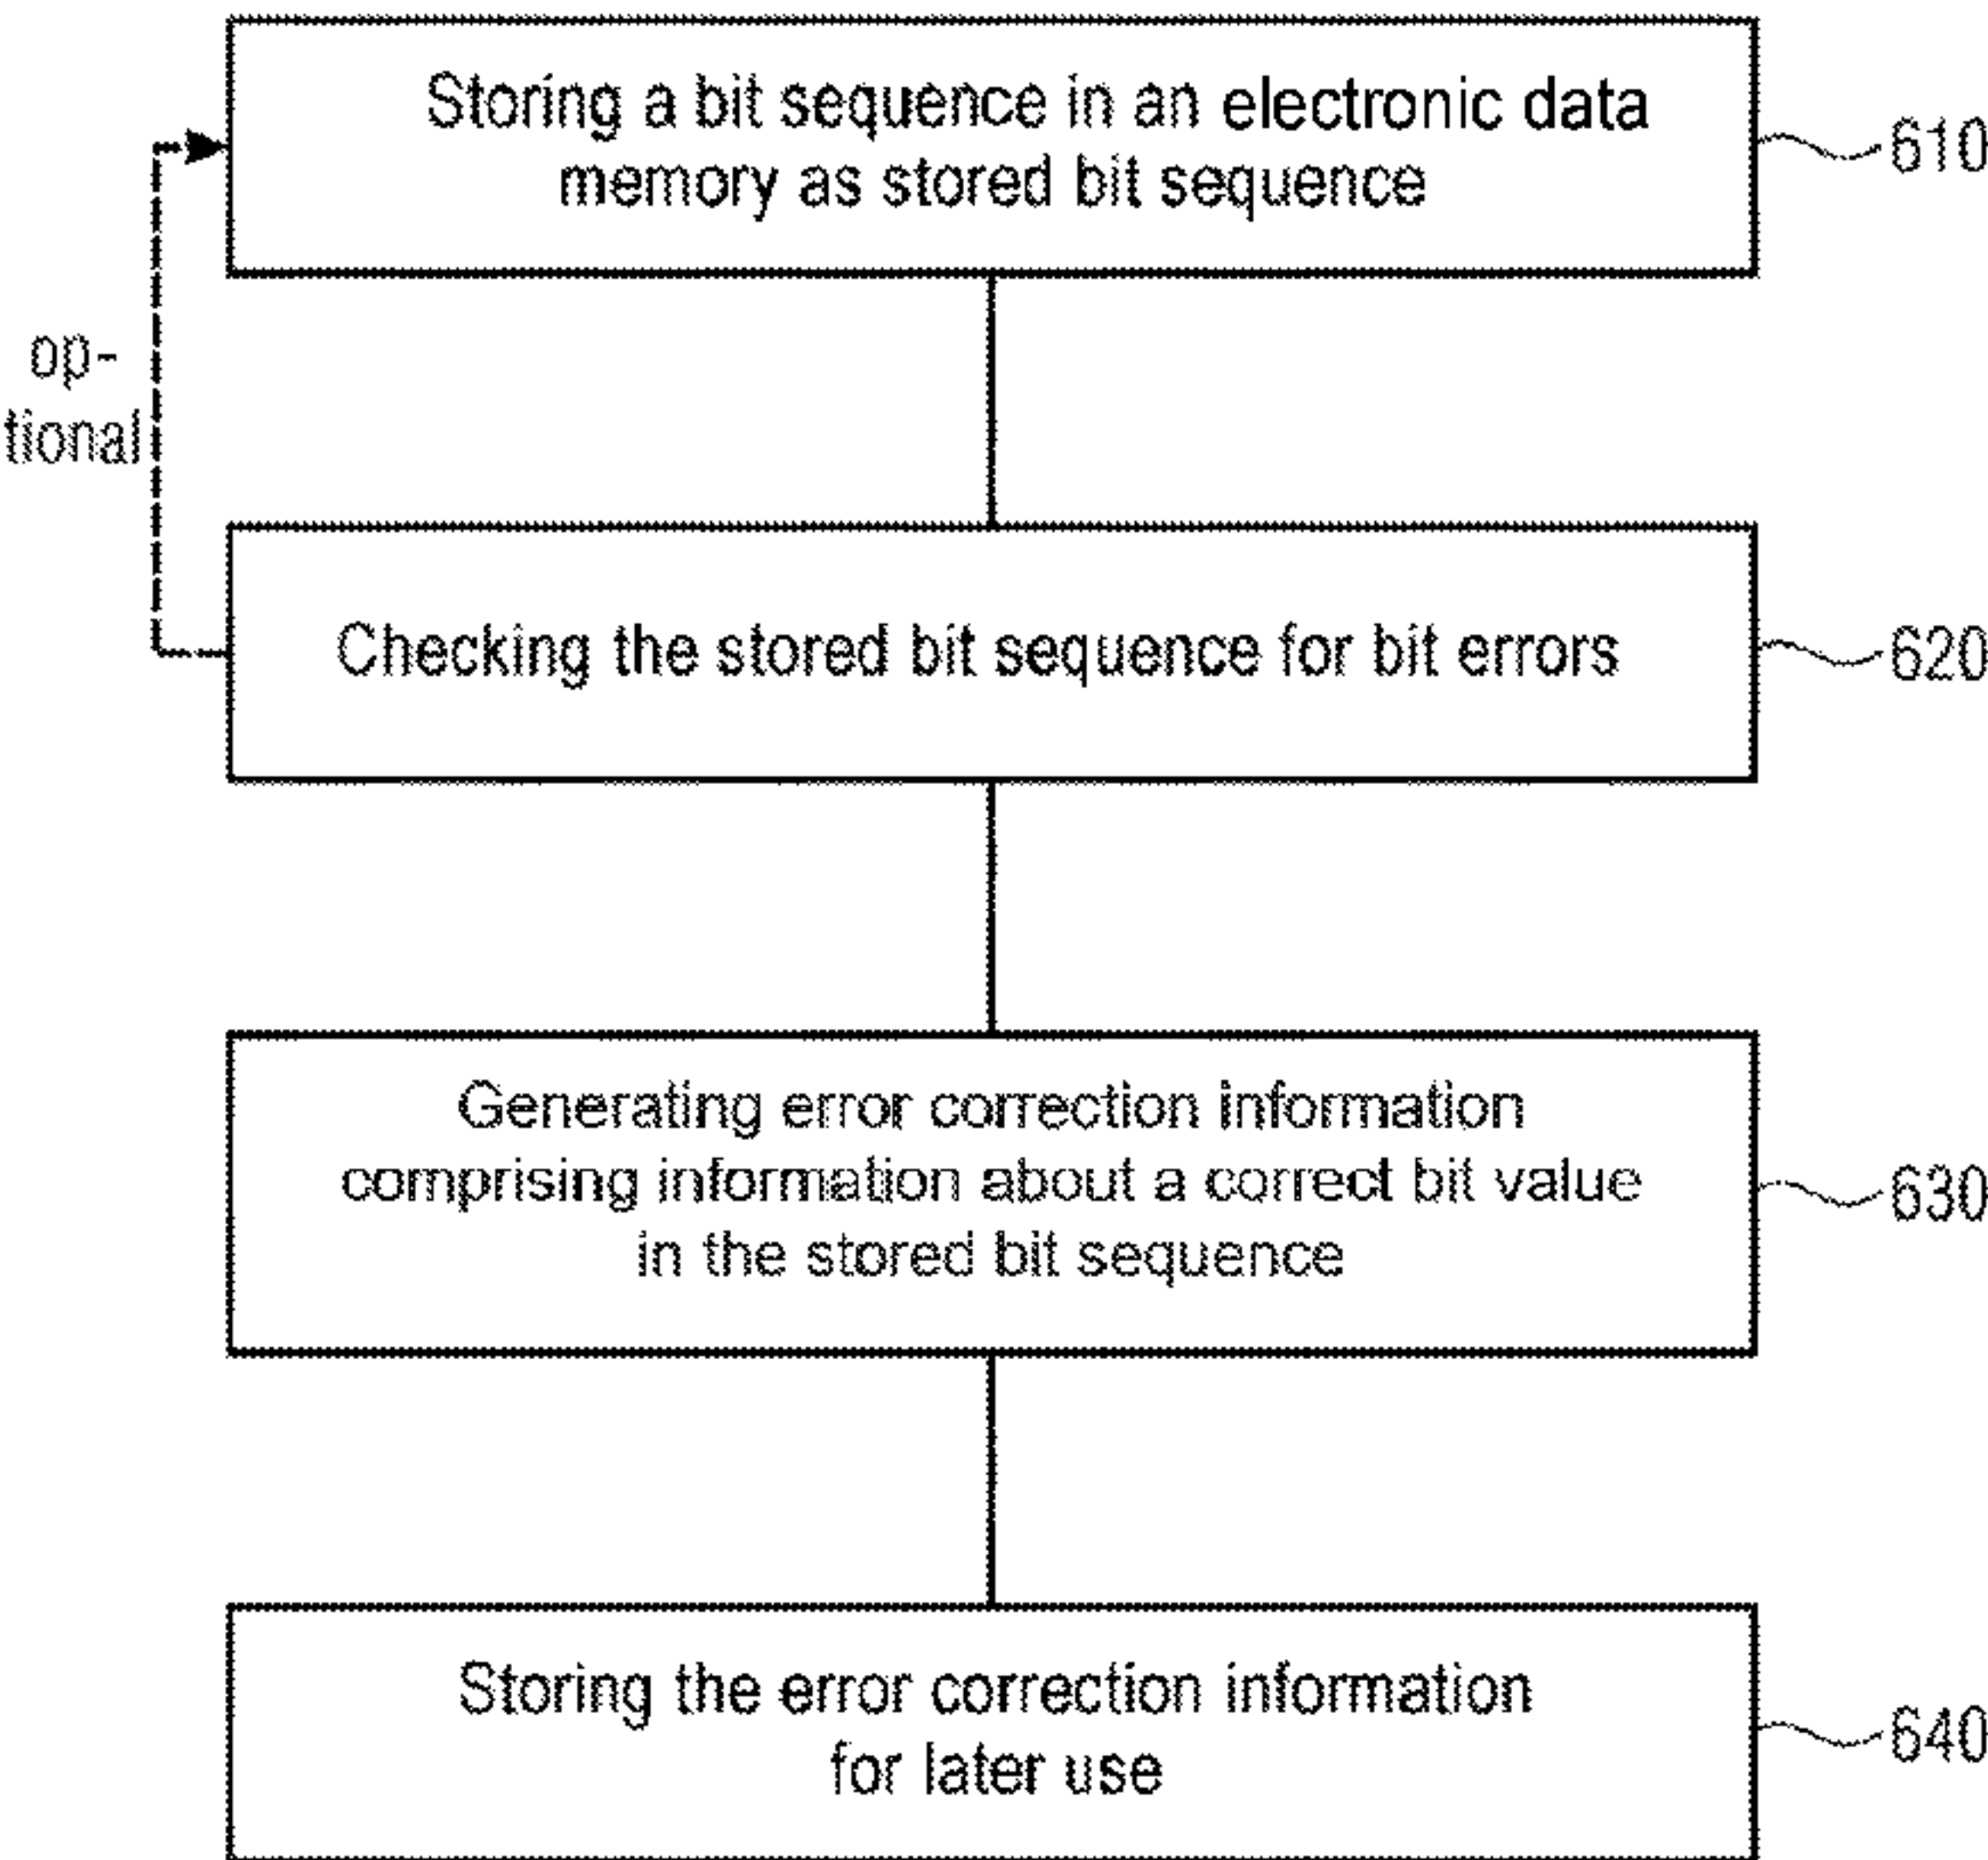 Storing a bit sequence in an electronic data
memory as stored bit sequence
610
op-
tional
Checking the stored bit sequence for bit errors
620
Generating error correction information
comprising information about a correct bit value
in the stored bit sequence
630
Storing the error correction information
for later use
640